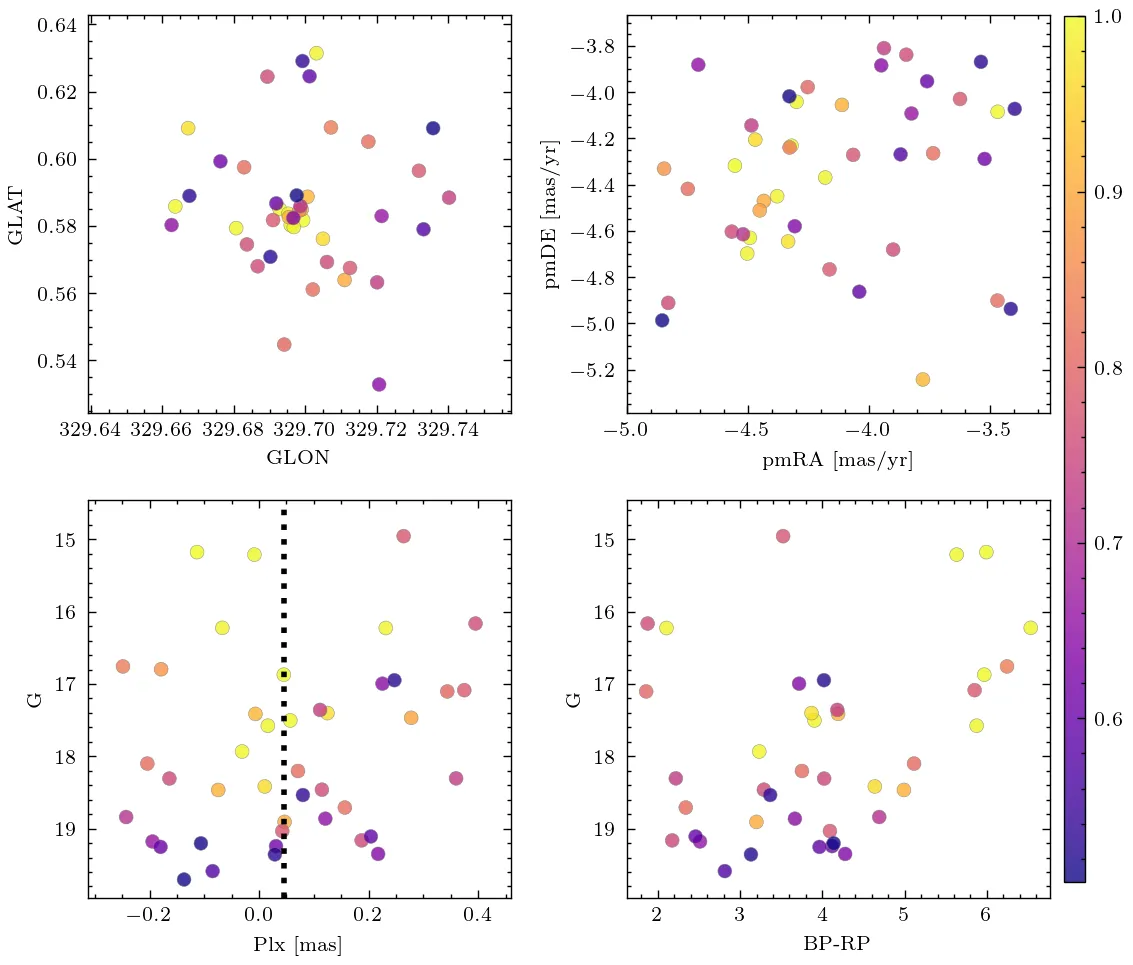 0.64
0.62
0.60
0.58
0.56
0.54
GLAT
329.64 329.66 329.68 329.70 329.72 329.74
GLON
−3.8
−4.0
−4.2
−4.4
−4.6
−4.8
−5.0
−5.2
pmDE [mas/yr]
−5.0 −4.5 −4.0 −3.5
pmRA [mas/yr]
1.0
0.9
0.8
0.7
0.6
15
16
17
18
19
G
−0.2 0.0 0.2 0.4
Plx [mas]
15
16
17
18
19
G
2 3 4 5 6
BP-RP